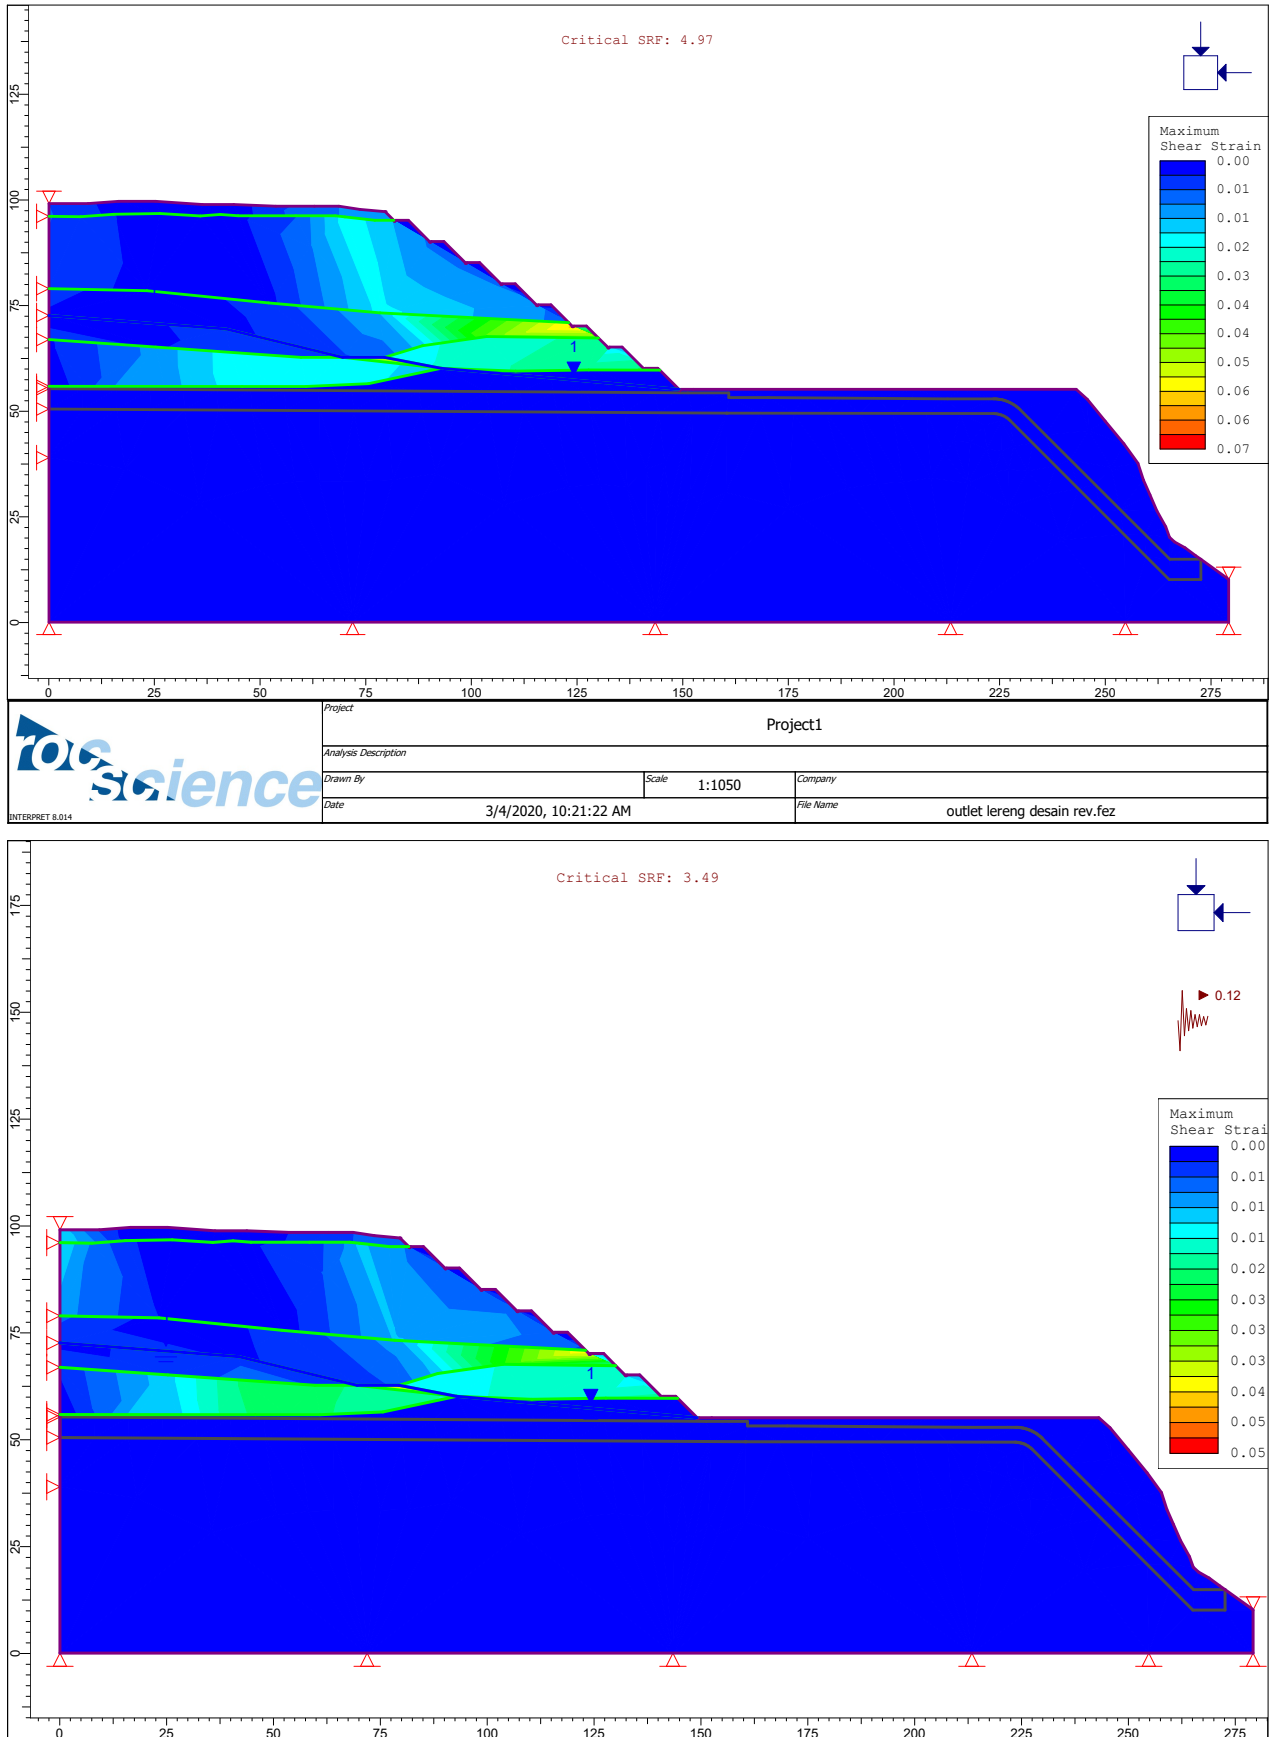 Critical SRF: 4.97
Maximum
Shear Strain
0.00
0.01
0.01
0.02
0.03
0.04
0.04
0.05
0.06
0.06
0.07
125
100
75
50
25
0
1
0 25 50 75 100 125 150 175 200 225 250 275
rocscience
INTERPRET 8.014
Project
Project1
Analysis Description
Drawn By
Scale
1:1050
Company
Date
3/4/2020, 10:21:22 AM
File Name
outlet lereng desain rev.fez
Critical SRF: 3.49
0.12
Maximum
Shear Strai
0.00
0.01
0.01
0.01
0.02
0.03
0.03
0.03
0.04
0.05
0.05
175
150
125
100
75
50
25
0
1
0 25 50 75 100 125 150 175 200 225 250 275